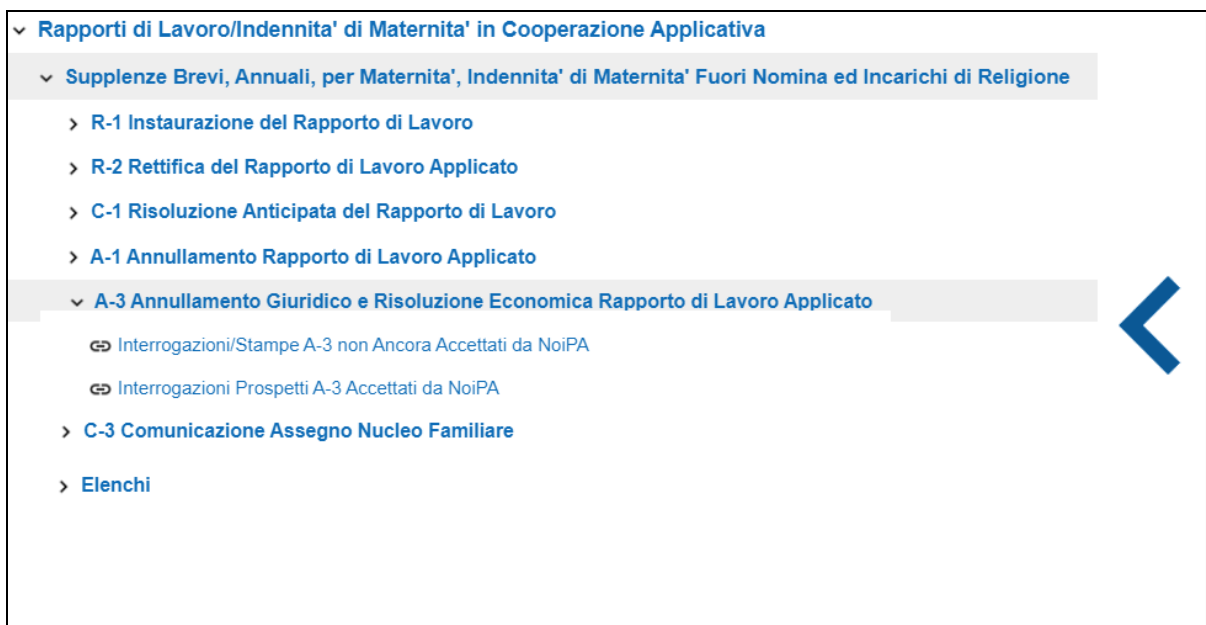 Rapporti di Lavoro/Indennita' di Maternita' in Cooperazione Applicativa
Supplenze Brevi, Annuali, per Maternita', Indennita' di Maternita' Fuori Nomina ed Incarichi di Religione
R-1 Instaurazione del Rapporto di Lavoro
R-2 Rettifica del Rapporto di Lavoro Applicato
C-1 Risoluzione Anticipata del Rapporto di Lavoro
A-1 Annullamento Rapporto di Lavoro Applicato
A-3 Annullamento Giuridico e Risoluzione Economica Rapporto di Lavoro Applicato
Interrogazioni/Stampe A-3 non Ancora Accettati da NoiPA
Interrogazioni Prospetti A-3 Accettati da NoiPA
C-3 Comunicazione Assegno Nucleo Familiare
Elenchi